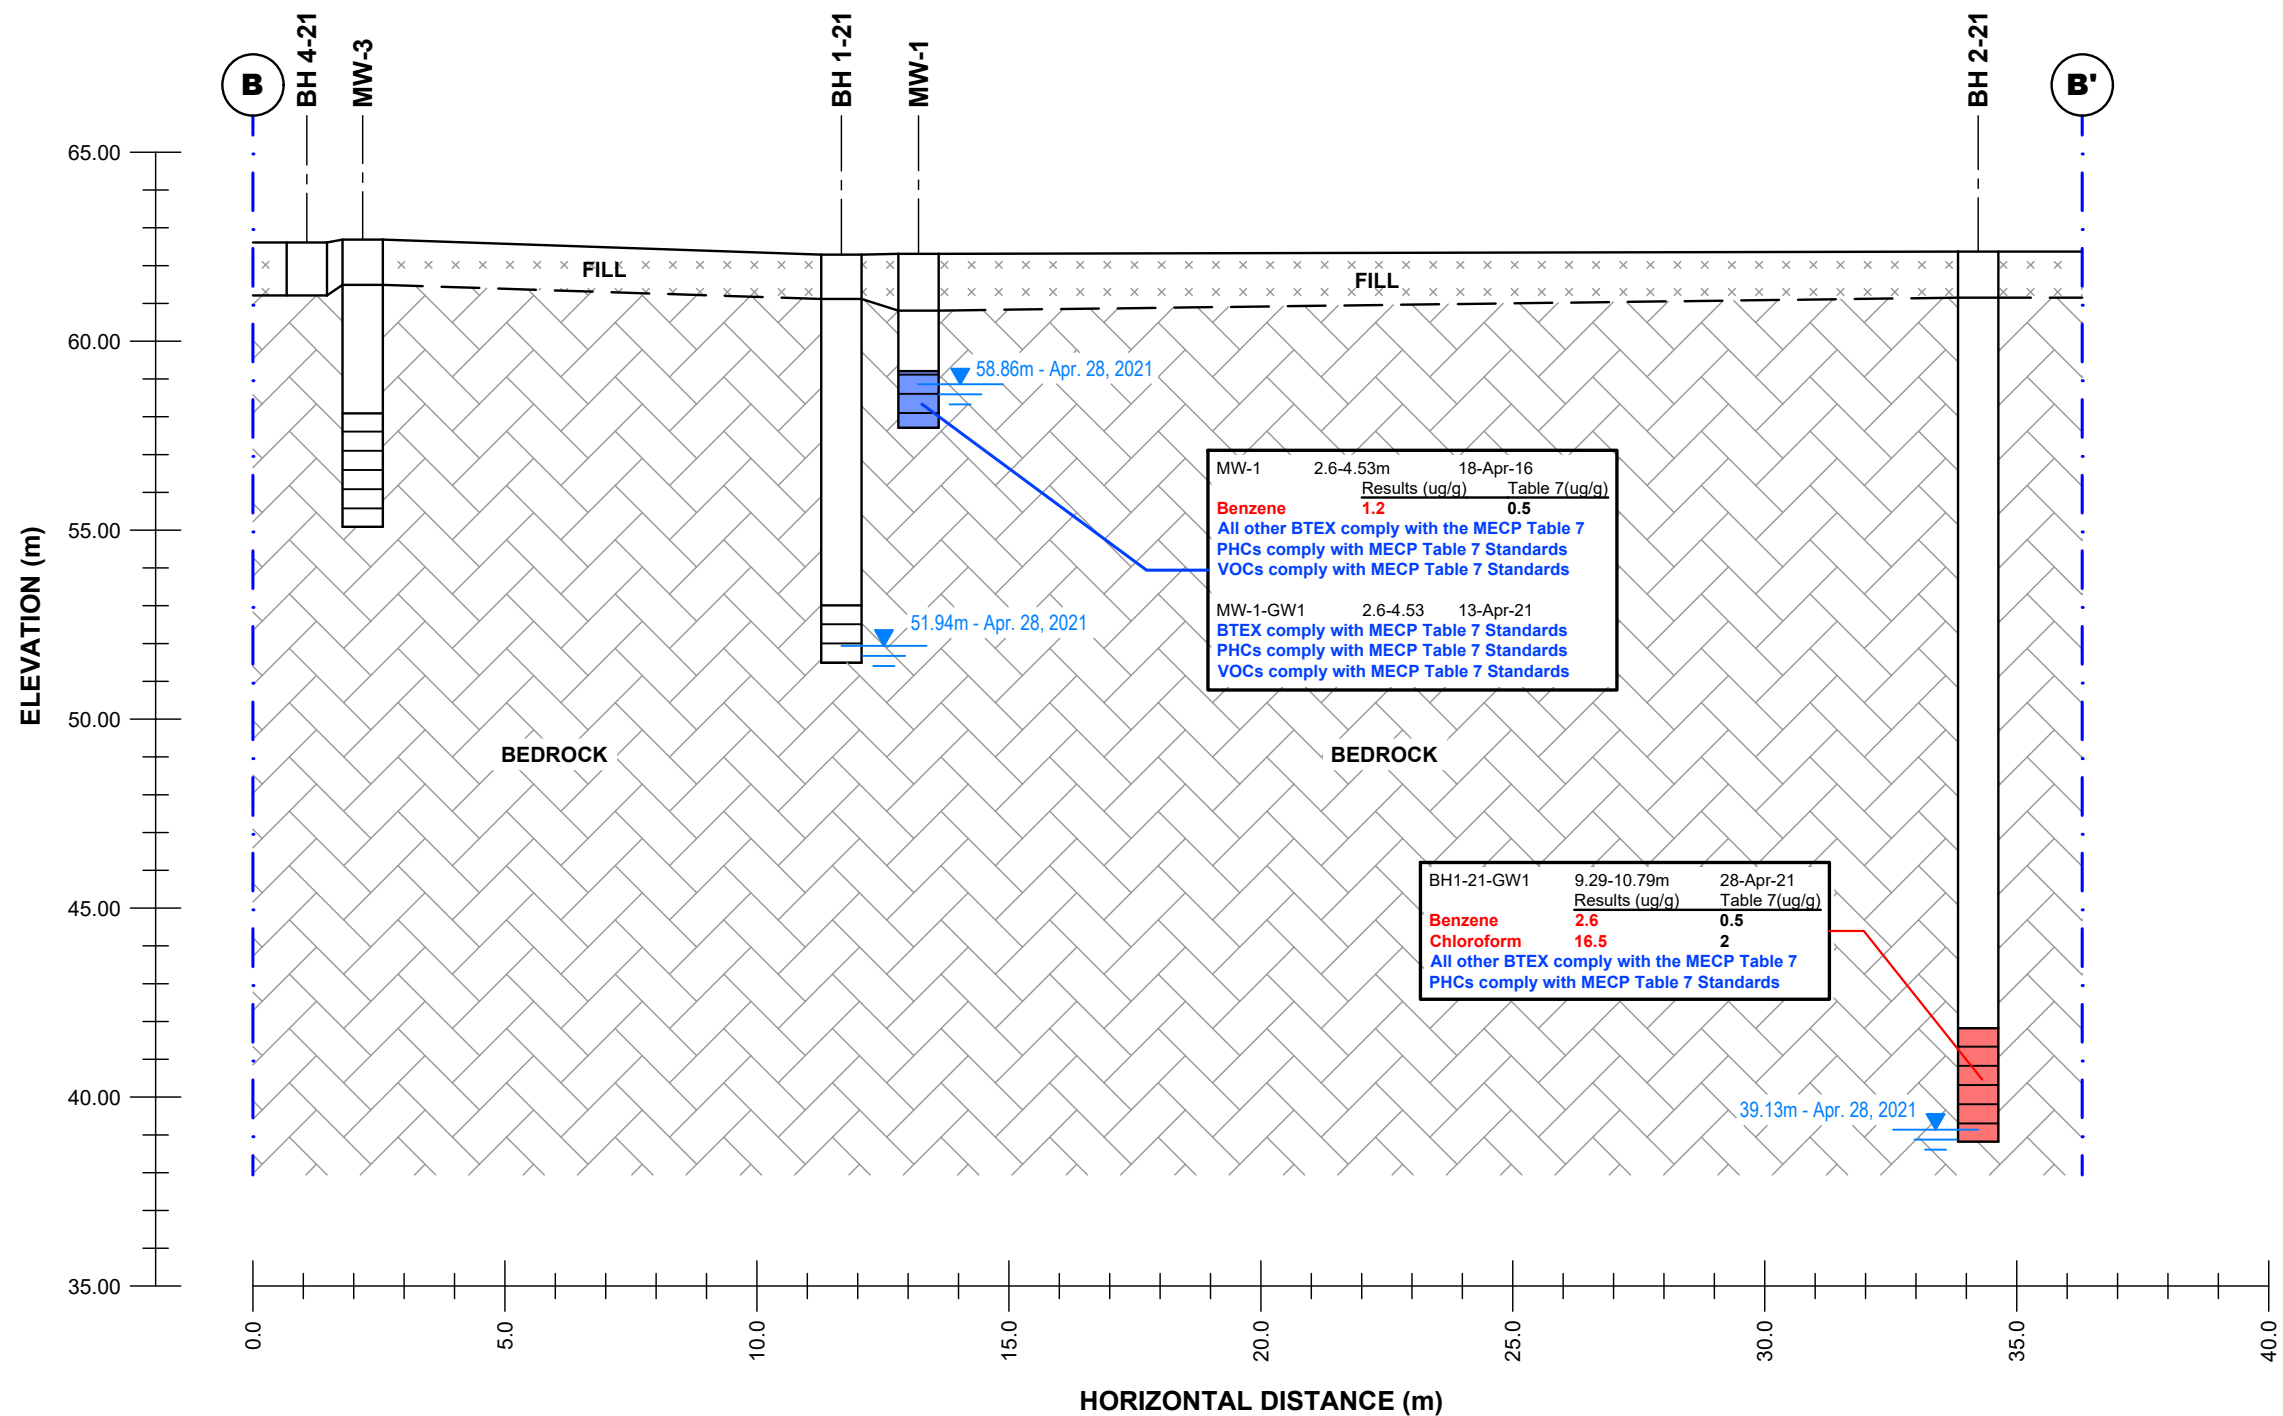 B
BH 4-21
MW-3
BH 1-21
MW-1
BH 2-21
B'
65.00
60.00
55.00
50.00
45.00
40.00
35.00
ELEVATION (m)
FILL
FILL
58.86m - Apr. 28, 2021
MW-1 2.6-4.53m 18-Apr-16
Results (ug/g) Table 7(ug/g)
Benzene 1.2 0.5
All other BTEX comply with the MECP Table 7
PHCs comply with MECP Table 7 Standards
VOCs comply with MECP Table 7 Standards
MW-1-GW1 2.6-4.53 13-Apr-21
BTEX comply with MECP Table 7 Standards
PHCs comply with MECP Table 7 Standards
VOCs comply with MECP Table 7 Standards
51.94m - Apr. 28, 2021
BEDROCK
BEDROCK
BH1-21-GW1 9.29-10.79m 28-Apr-21
Results (ug/g) Table 7(ug/g)
Benzene 2.6 0.5
Chloroform 16.5 2
All other BTEX comply with the MECP Table 7
PHCs comply with MECP Table 7 Standards
39.13m - Apr. 28, 2021
0.0
5.0
10.0
15.0
20.0
25.0
30.0
35.0
40.0
HORIZONTAL DISTANCE (m)